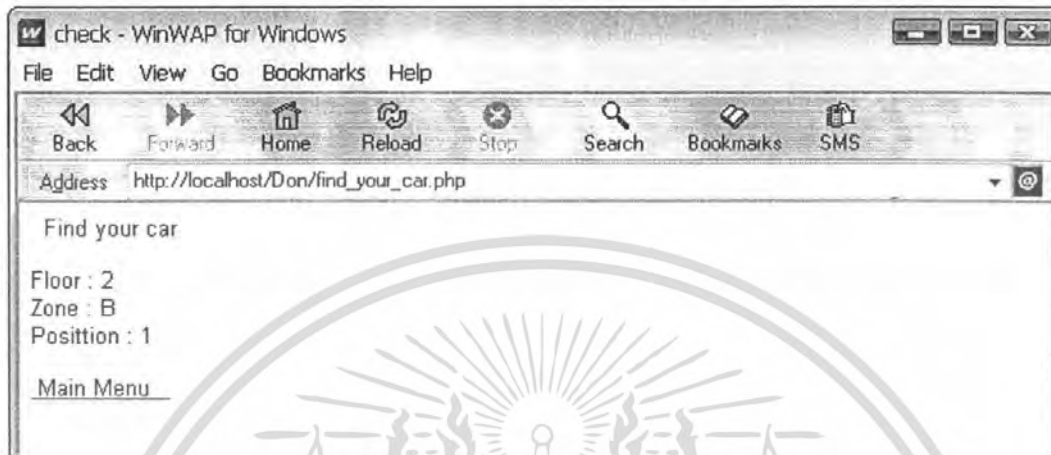 check - WinWAP for Windows
File Edit View Go Bookmarks Help
Back Forward Home Reload Stop Search Bookmarks SMS
Address http://localhost/Don/find_your_car.php
Find your car
Floor : 2
Zone : B
Posittion : 1
Main Menu